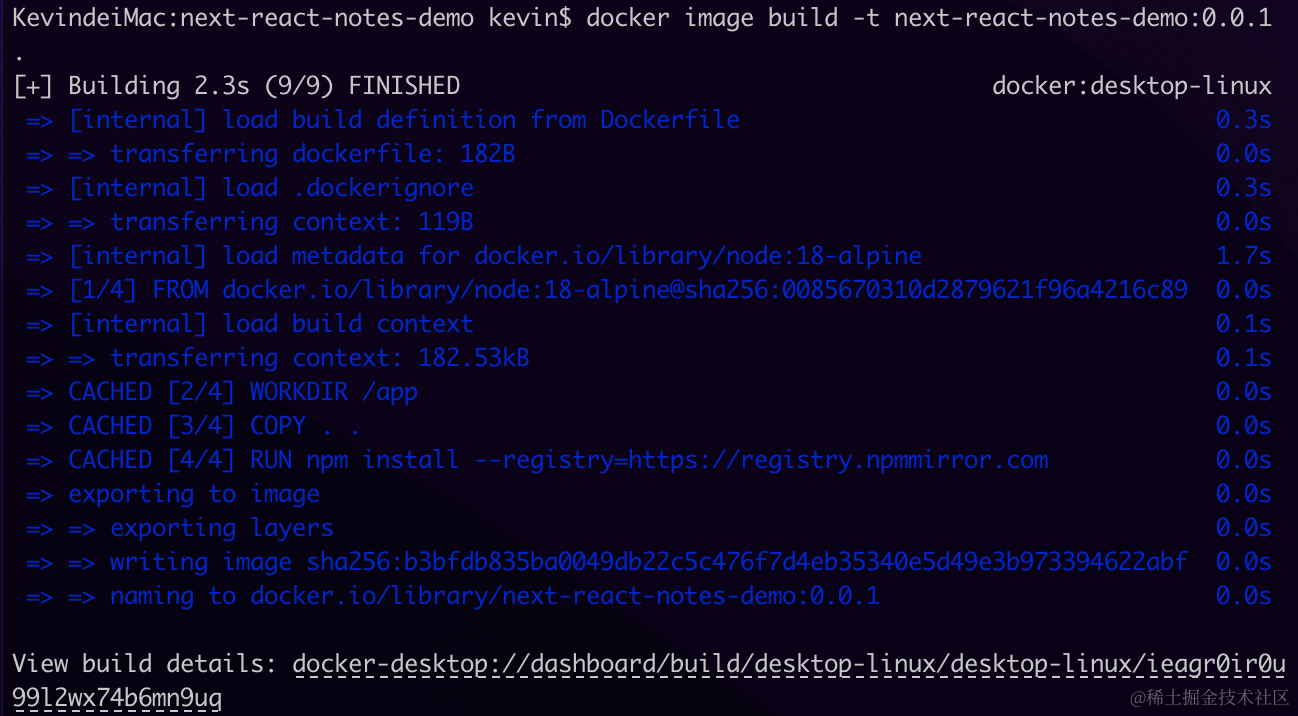 KevindeiMac:next-react-notes-demo kevin$ docker image build -t next-react-notes-demo:0.0.1
.
[+] Building 2.3s (9/9) FINISHED docker:desktop-linux
=> [internal] load build definition from Dockerfile 0.3s
=> => transferring dockerfile: 182B 0.0s
=> [internal] load .dockerignore 0.3s
=> => transferring context: 119B 0.0s
=> [internal] load metadata for docker.io/library/node:18-alpine 1.7s
=> [1/4] FROM docker.io/library/node:18-alpine@sha256:0085670310d2879621f96a4216c89 0.0s
=> [internal] load build context 0.1s
=> => transferring context: 182.53kB 0.1s
=> CACHED [2/4] WORKDIR /app 0.0s
=> CACHED [3/4] COPY . . 0.0s
=> CACHED [4/4] RUN npm install --registry=https://registry.npmmirror.com 0.0s
=> exporting to image 0.0s
=> => exporting layers 0.0s
=> => writing image sha256:b3bfdb835ba0049db22c5c476f7d4eb35340e5d49e3b973394622abf 0.0s
=> => naming to docker.io/library/next-react-notes-demo:0.0.1 0.0s
View build details: docker-desktop://dashboard/build/desktop-linux/desktop-linux/ieagr0ir0u
99l2wx74b6mn9uq
@稀土掘金技术社区